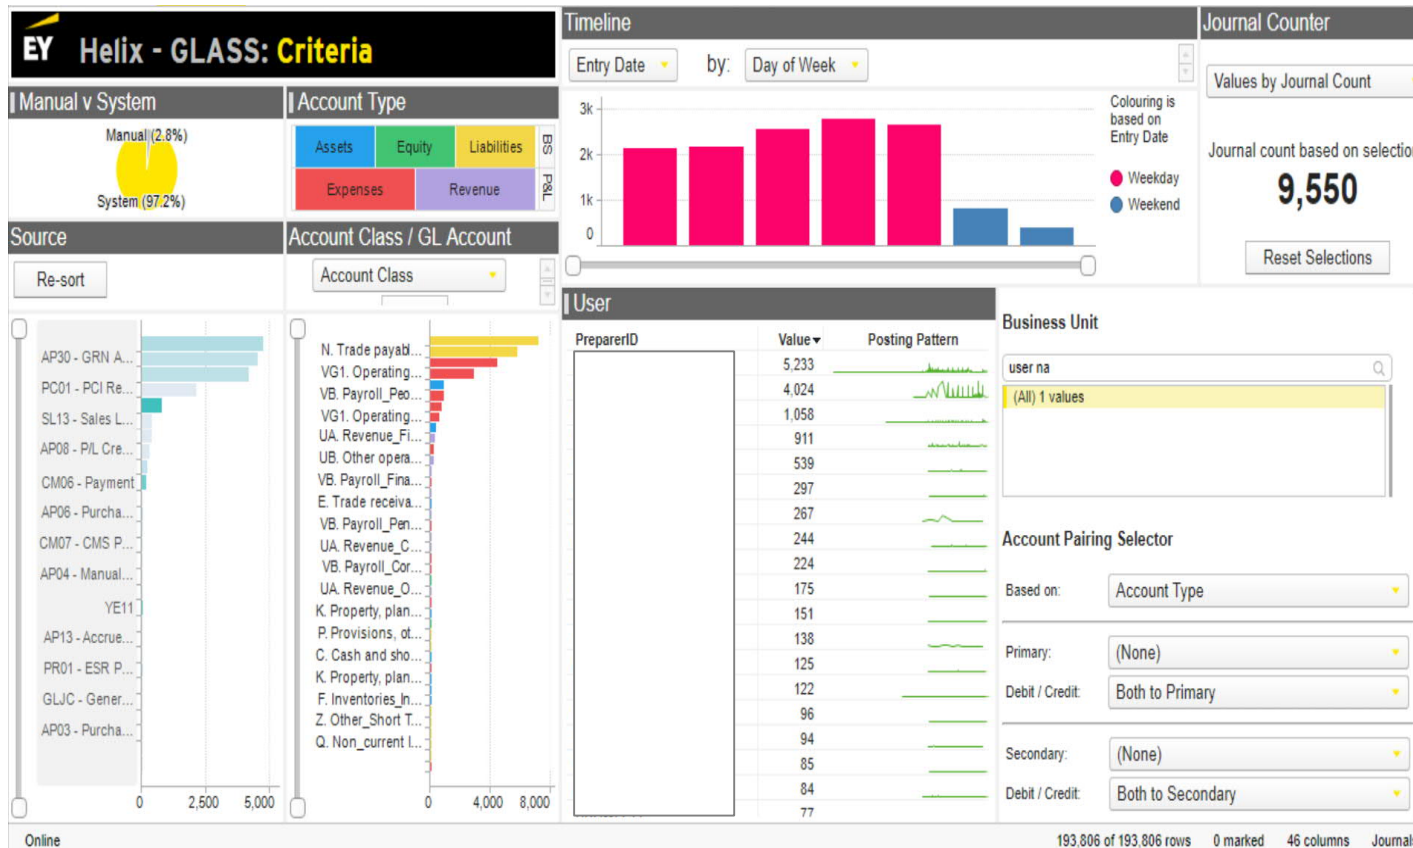 EY Helix - GLASS: Criteria
Manual v System
Manual (2.8%)
System (97.2%)
Account Type
Assets
Equity
Liabilities
BS
Expenses
Revenue
P&L
Source
Re-sort
AP30 - GRN A...
PC01 - PCI Re...
SL13 - Sales L...
AP08 - P/L Cre...
CM06 - Payment
AP06 - Purcha...
CM07 - CMS P...
AP04 - Manual...
YE11
AP13 - Accrue...
PR01 - ESR P...
GLJC - Gener...
AP03 - Purcha...
0 2,500 5,000
Account Class / GL Account
Account Class
N. Trade payabl...
VG1. Operating...
VB. Payroll_Peo...
VG1. Operating...
UA. Revenue_Fi...
UB. Other opera...
VB. Payroll_Fina...
E. Trade receiva...
VB. Payroll_Pen...
UA. Revenue_C...
VB. Payroll_Cor...
UA. Revenue_O...
K. Property, plan...
P. Provisions, ot...
C. Cash and sho...
K. Property, plan...
F. Inventories_In...
Z. Other_Short T...
Q. Non_current l...
0 4,000 8,000
Timeline
Entry Date by: Day of Week
3k
2k
1k
0
Colouring is
based on
Entry Date
Weekday
Weekend
Journal Counter
Values by Journal Count
Journal count based on selection
9,550
Reset Selections
User
PreparerID Value Posting Pattern
5,233
4,024
1,058
911
539
297
267
244
224
175
151
138
125
122
96
94
85
84
77
Business Unit
user na
(All) 1 values
Account Pairing Selector
Based on: Account Type
Primary: (None)
Debit / Credit: Both to Primary
Secondary: (None)
Debit / Credit: Both to Secondary
Online 193,806 of 193,806 rows 0 marked 46 columns Journals